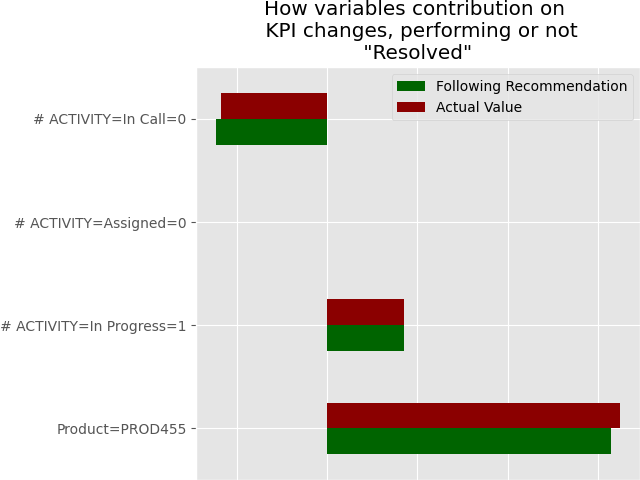 How variables contribution on
KPI changes, performing or not
"Resolved"
Following Recommendation
Actual Value
# ACTIVITY=In Call=0
# ACTIVITY=Assigned=0
# ACTIVITY=In Progress=1
Product=PROD455